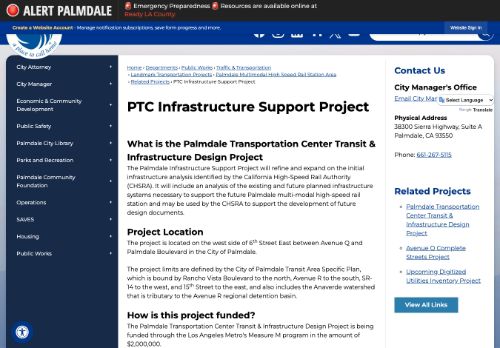 ALERT PALMDALE
🚨 Emergency Preparedness 🚨 Resources are available online at
Ready LA County.
Create a Website Account - Manage notification subscriptions, save form progress and more.
Website Sign In
a place to call home
City Attorney
City Manager
Economic & Community
Development
Public Safety
Palmdale City Library
Parks and Recreation
Palmdale Community
Foundation
Operations
SAVES
Housing
Public Works
Home › Departments › Public Works › Traffic & Transportation
› Landmark Transportation Projects › Palmdale Multimodal High Speed Rail Station Area
› Related Projects › PTC Infrastructure Support Project
PTC Infrastructure Support Project
What is the Palmdale Transportation Center Transit &
Infrastructure Design Project
The Palmdale Infrastructure Support Project will refine and expand on the initial
infrastructure analysis identified by the California High-Speed Rail Authority
(CHSRA). It will include an analysis of the existing and future planned infrastructure
systems necessary to support the future Palmdale multi-modal high-speed rail
station and may be used by the CHSRA to support the development of future
design documents.
Project Location
The project is located on the west side of 6th Street East between Avenue Q and
Palmdale Boulevard in the City of Palmdale.
The project limits are defined by the City of Palmdale Transit Area Specific Plan,
which is bound by Rancho Vista Boulevard to the north, Avenue R to the south, SR-
14 to the west, and 15th Street to the east, and also includes the Anaverde watershed
that is tributary to the Avenue R regional detention basin.
How is this project funded?
The Palmdale Transportation Center Transit & Infrastructure Design Project is being
funded through the Los Angeles Metro's Measure M program in the amount of
$2,000,000.
Contact Us
City Manager's Office
Email City Mana
Select Language
Google Translate
Physical Address
38300 Sierra Highway, Suite A
Palmdale, CA 93550
Phone: 661-267-5115
Related Projects
Palmdale Transportation
Center Transit &
Infrastructure Design
Project
Avenue Q Complete
Streets Project
Upcoming Digitized
Utilities Inventory Project
View All Links